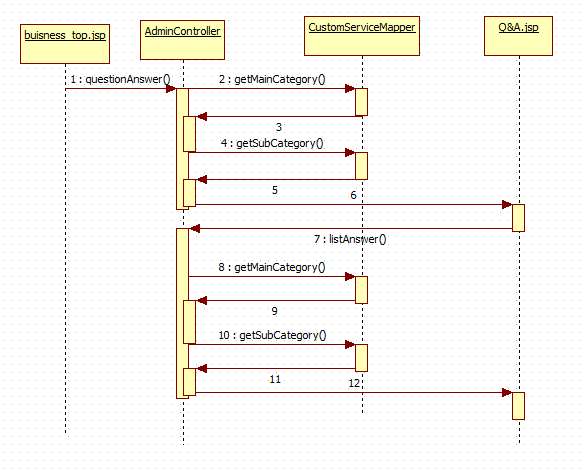 buisness_top.jsp
AdminController
CustomServiceMapper
Q&A.jsp
1 : questionAnswer()
2 : getMainCategory()
3
4 : getSubCategory()
5
6
7 : listAnswer()
8 : getMainCategory()
9
10 : getSubCategory()
11
12